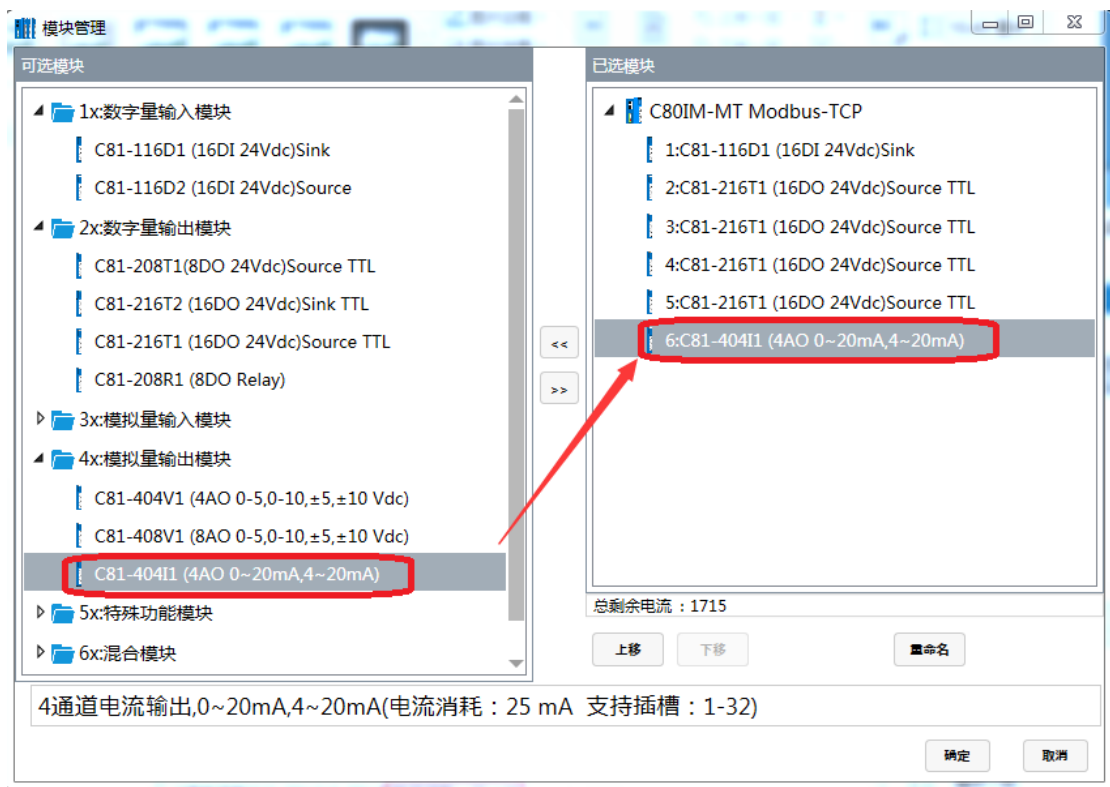 模块管理
可选模块
1x:数字量输入模块
C81-116D1 (16DI 24Vdc)Sink
C81-116D2 (16DI 24Vdc)Source
2x:数字量输出模块
C81-208T1(8DO 24Vdc)Source TTL
C81-216T2 (16DO 24Vdc)Sink TTL
C81-216T1 (16DO 24Vdc)Source TTL
C81-208R1 (8DO Relay)
3x:模拟量输入模块
4x:模拟量输出模块
C81-404V1 (4AO 0-5,0-10,±5,±10 Vdc)
C81-408V1 (8AO 0-5,0-10,±5,±10 Vdc)
C81-404I1 (4AO 0~20mA,4~20mA)
5x:特殊功能模块
6x:混合模块
<<
>>
已选模块
C80IM-MT Modbus-TCP
1:C81-116D1 (16DI 24Vdc)Sink
2:C81-216T1 (16DO 24Vdc)Source TTL
3:C81-216T1 (16DO 24Vdc)Source TTL
4:C81-216T1 (16DO 24Vdc)Source TTL
5:C81-216T1 (16DO 24Vdc)Source TTL
6:C81-404I1 (4AO 0~20mA,4~20mA)
总剩余电流：1715
上移
下移
重命名
4通道电流输出,0~20mA,4~20mA(电流消耗：25 mA 支持插槽：1-32)
确定
取消